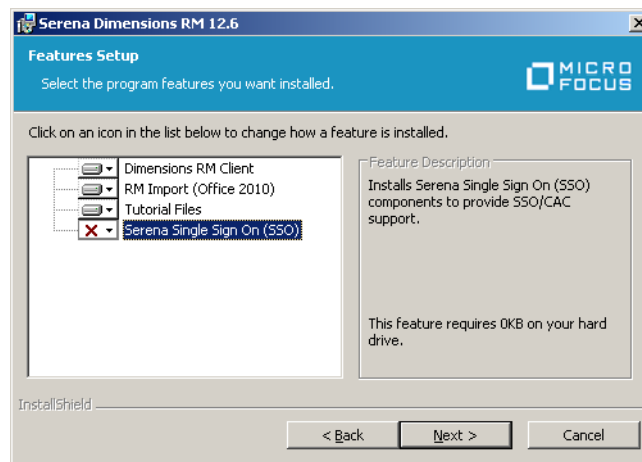 Serena Dimensions RM 12.6
Features Setup
Select the program features you want installed.
MICRO
FOCUS
Click on an icon in the list below to change how a feature is installed.
Dimensions RM Client
RM Import (Office 2010)
Tutorial Files
Serena Single Sign On (SSO)
Feature Description
Installs Serena Single Sign On (SSO)
components to provide SSO/CAC
support.
This feature requires 0KB on your hard
drive.
InstallShield
< Back
Next >
Cancel